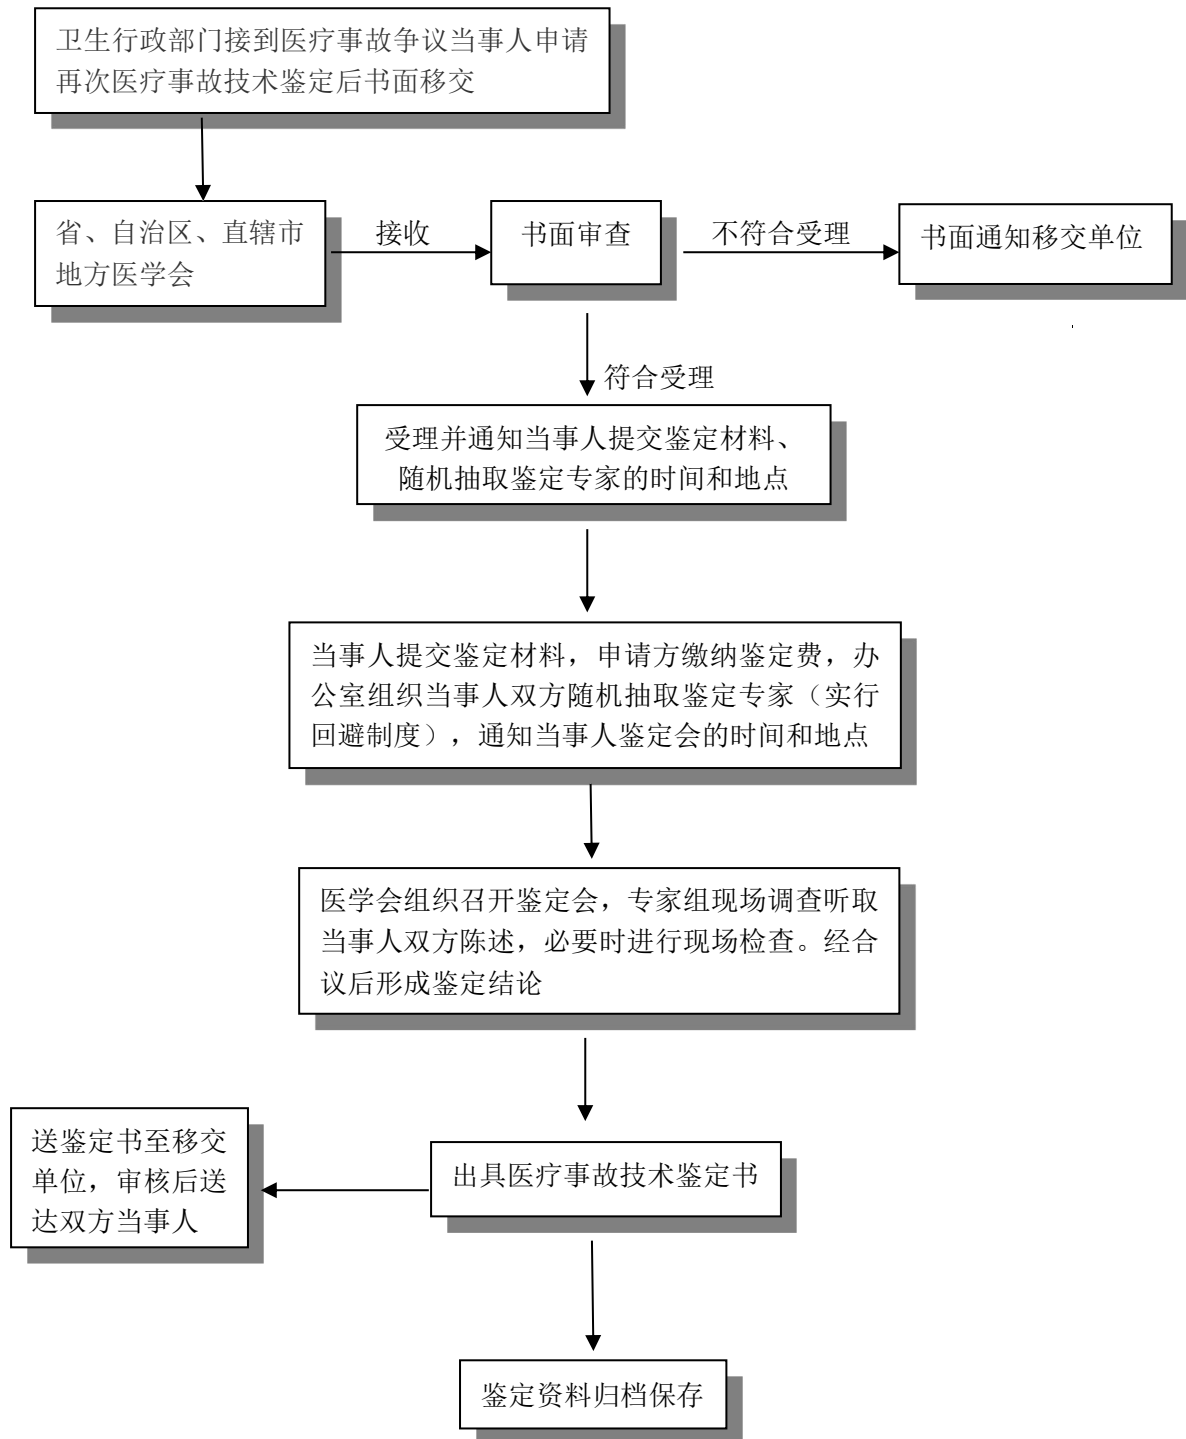 卫生行政部门接到医疗事故争议当事人申请
再次医疗事故技术鉴定后书面移交
省、自治区、直辖市
地方医学会
接收
书面审查
不符合受理
书面通知移交单位
符合受理
受理并通知当事人提交鉴定材料、
随机抽取鉴定专家的时间和地点
当事人提交鉴定材料，申请方缴纳鉴定费，办
公室组织当事人双方随机抽取鉴定专家（实行
回避制度），通知当事人鉴定会的时间和地点
医学会组织召开鉴定会，专家组现场调查听取
当事人双方陈述，必要时进行现场检查。经合
议后形成鉴定结论
送鉴定书至移交
单位，审核后送
达双方当事人
出具医疗事故技术鉴定书
鉴定资料归档保存